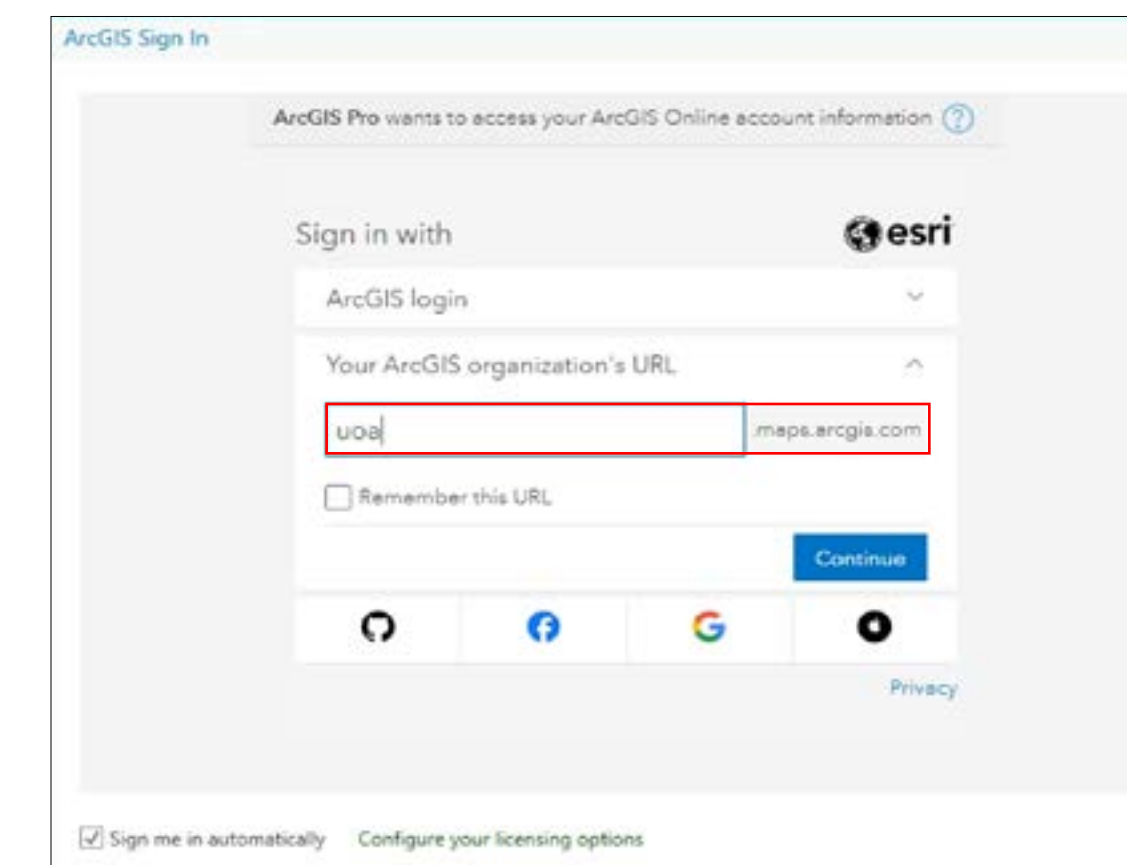 ArcGIS Sign In
ArcGIS Pro wants to access your ArcGIS Online account information ?
Sign in with esri
ArcGIS login
Your ArcGIS organization's URL
uoa .maps.arcgis.com
Remember this URL
Continue
Privacy
Sign me in automatically Configure your licensing options